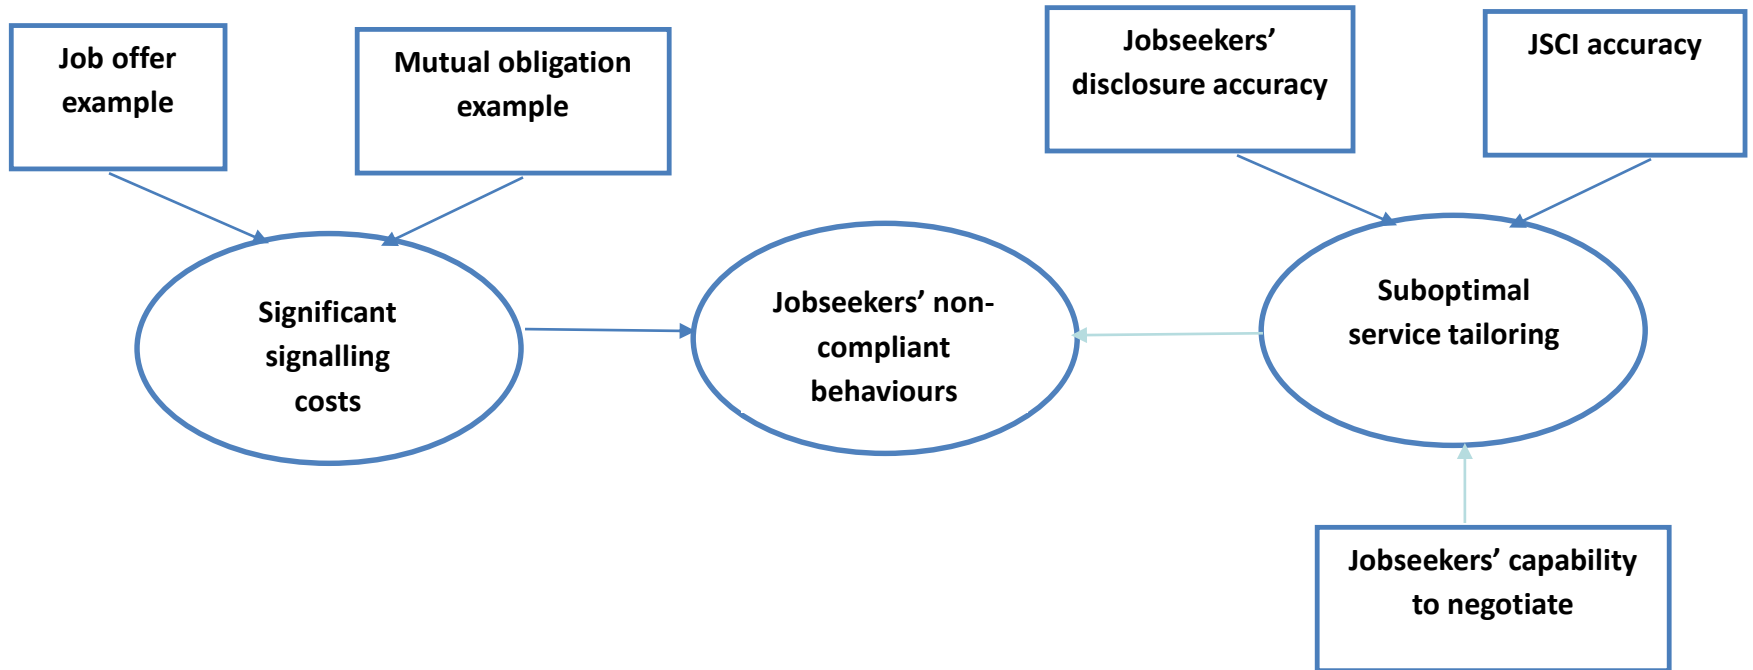 Job offer
example
Mutual obligation
example
Jobseekers’
disclosure accuracy
JSCI accuracy
Significant
signalling
costs
Jobseekers’ non-
compliant
behaviours
Suboptimal
service tailoring
Jobseekers’ capability
to negotiate